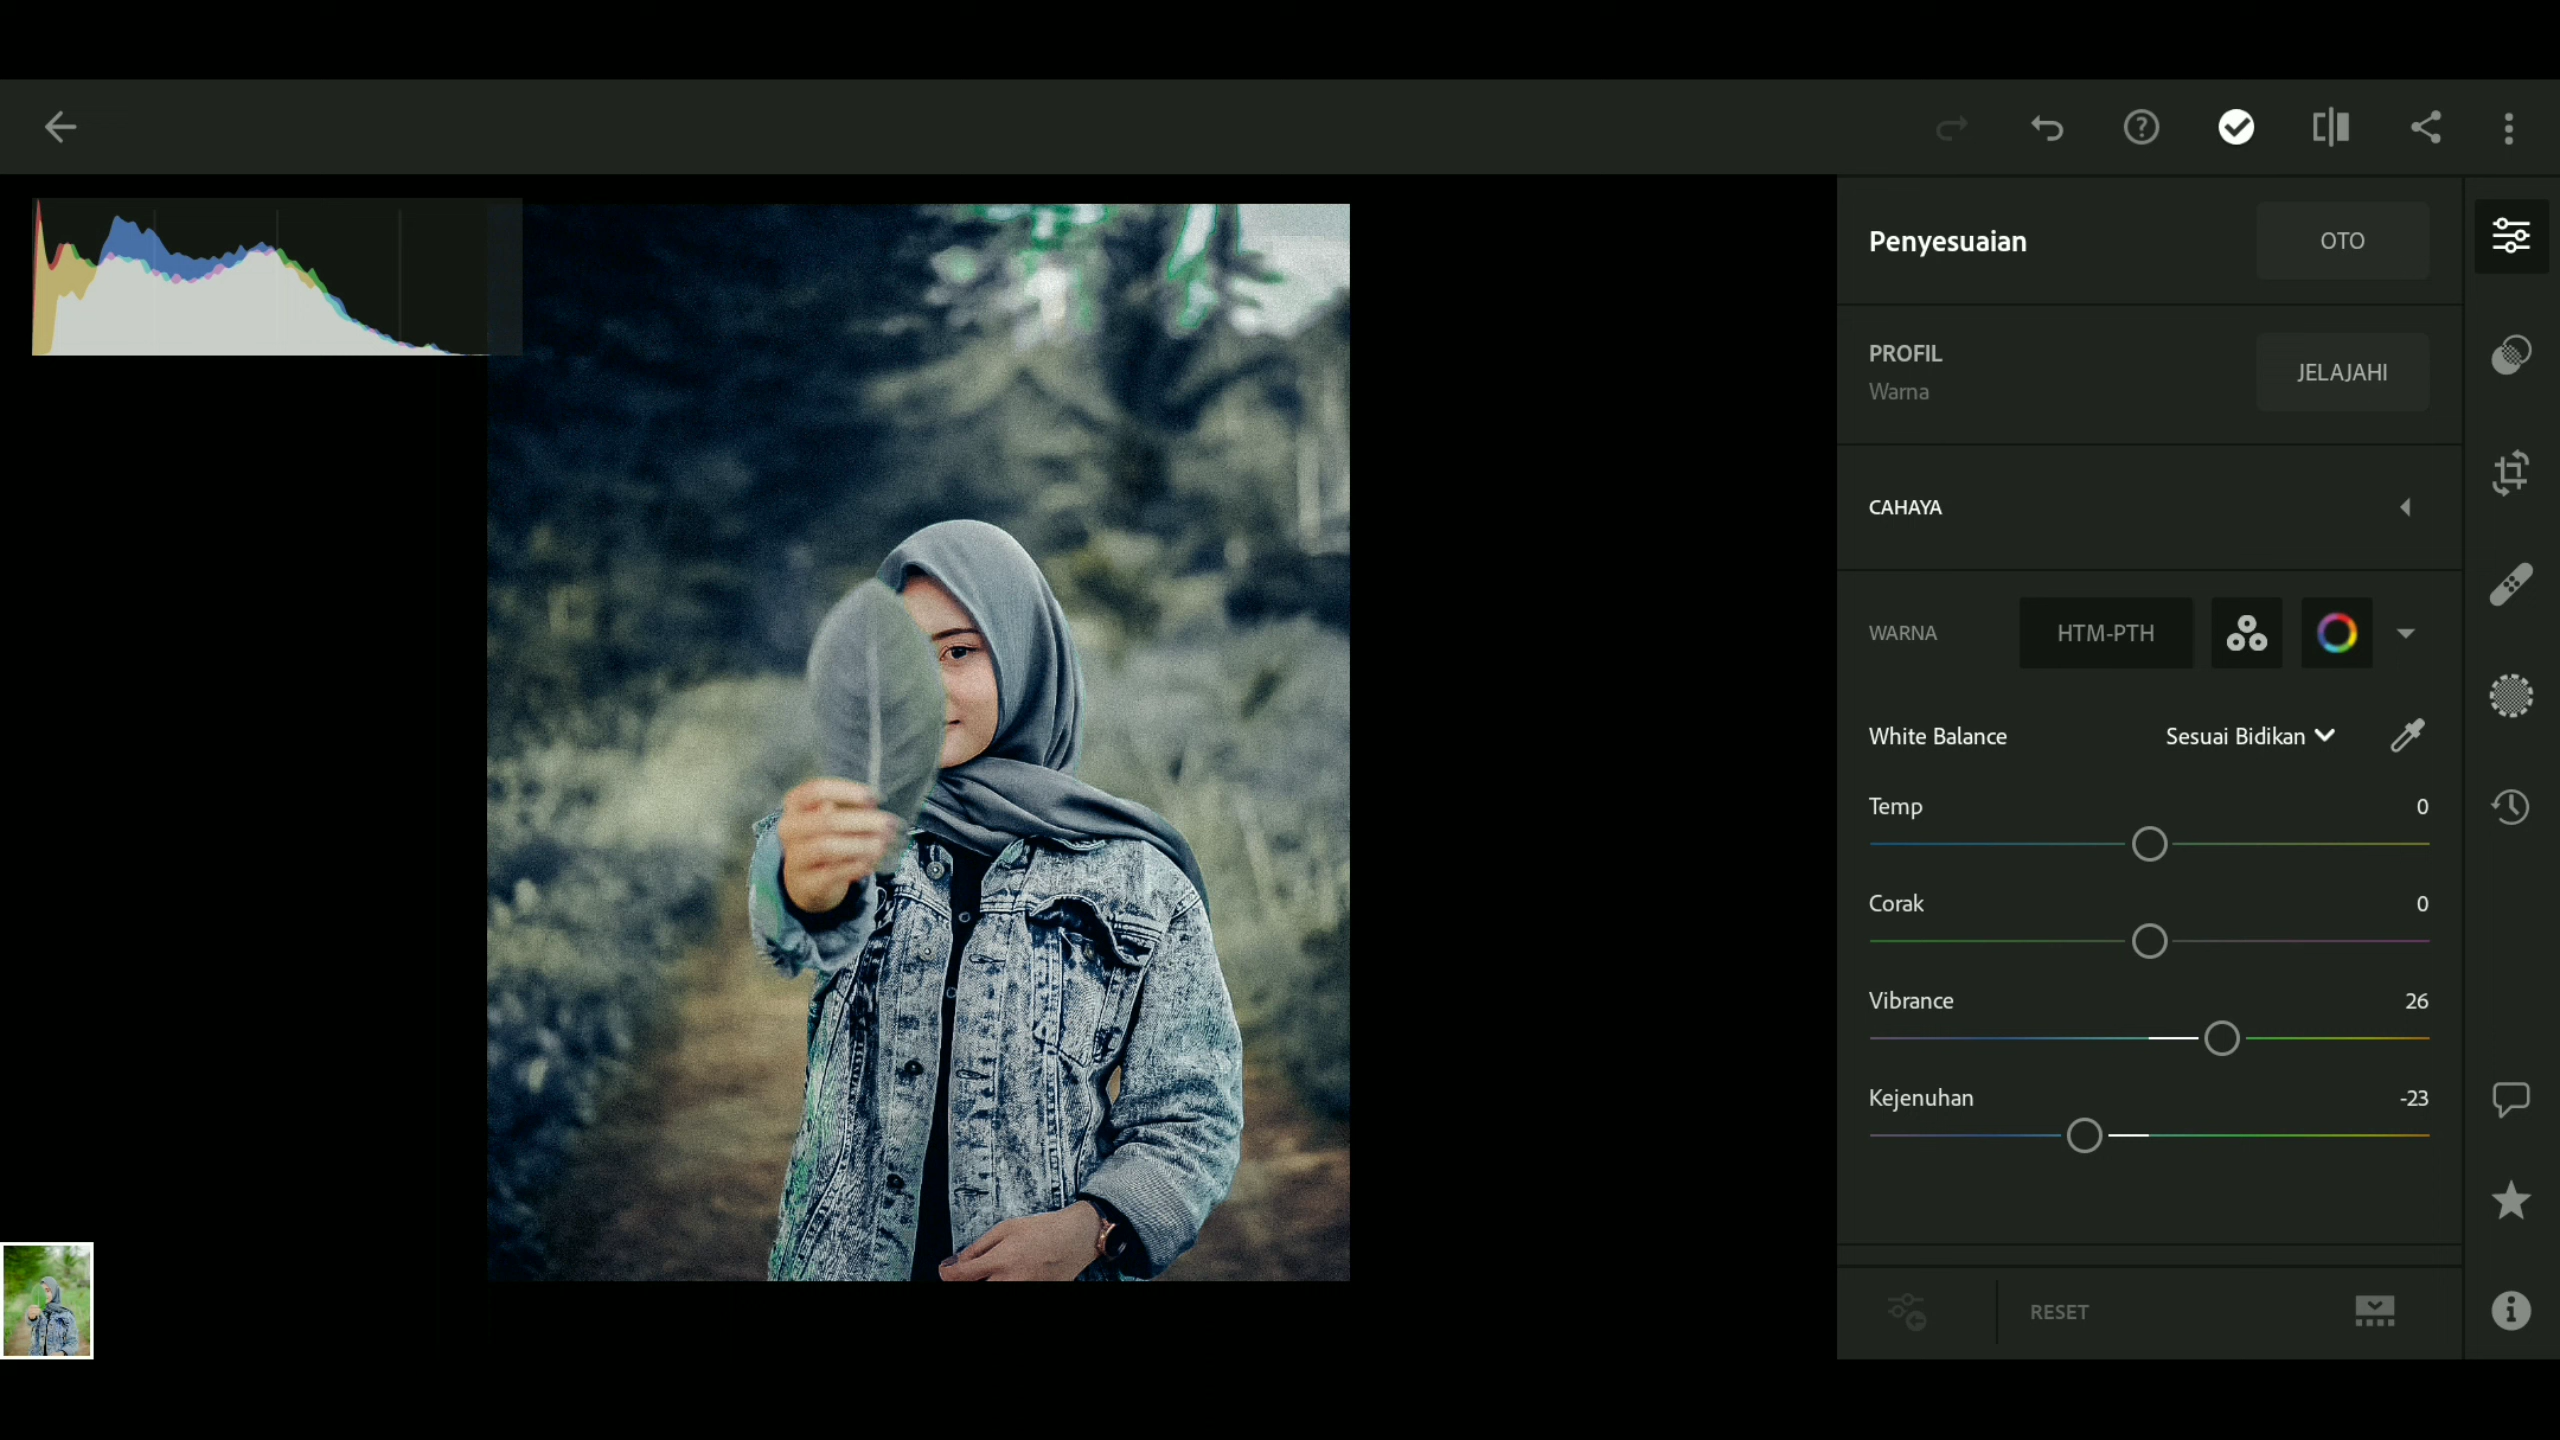 Penyesuaian
OTO
PROFIL
Warna
JELAJAHI
CAHAYA
WARNA
HTM-PTH
White Balance
Sesuai Bidikan
Temp
0
Corak
0
Vibrance
26
Kejenuhan
-23
RESET